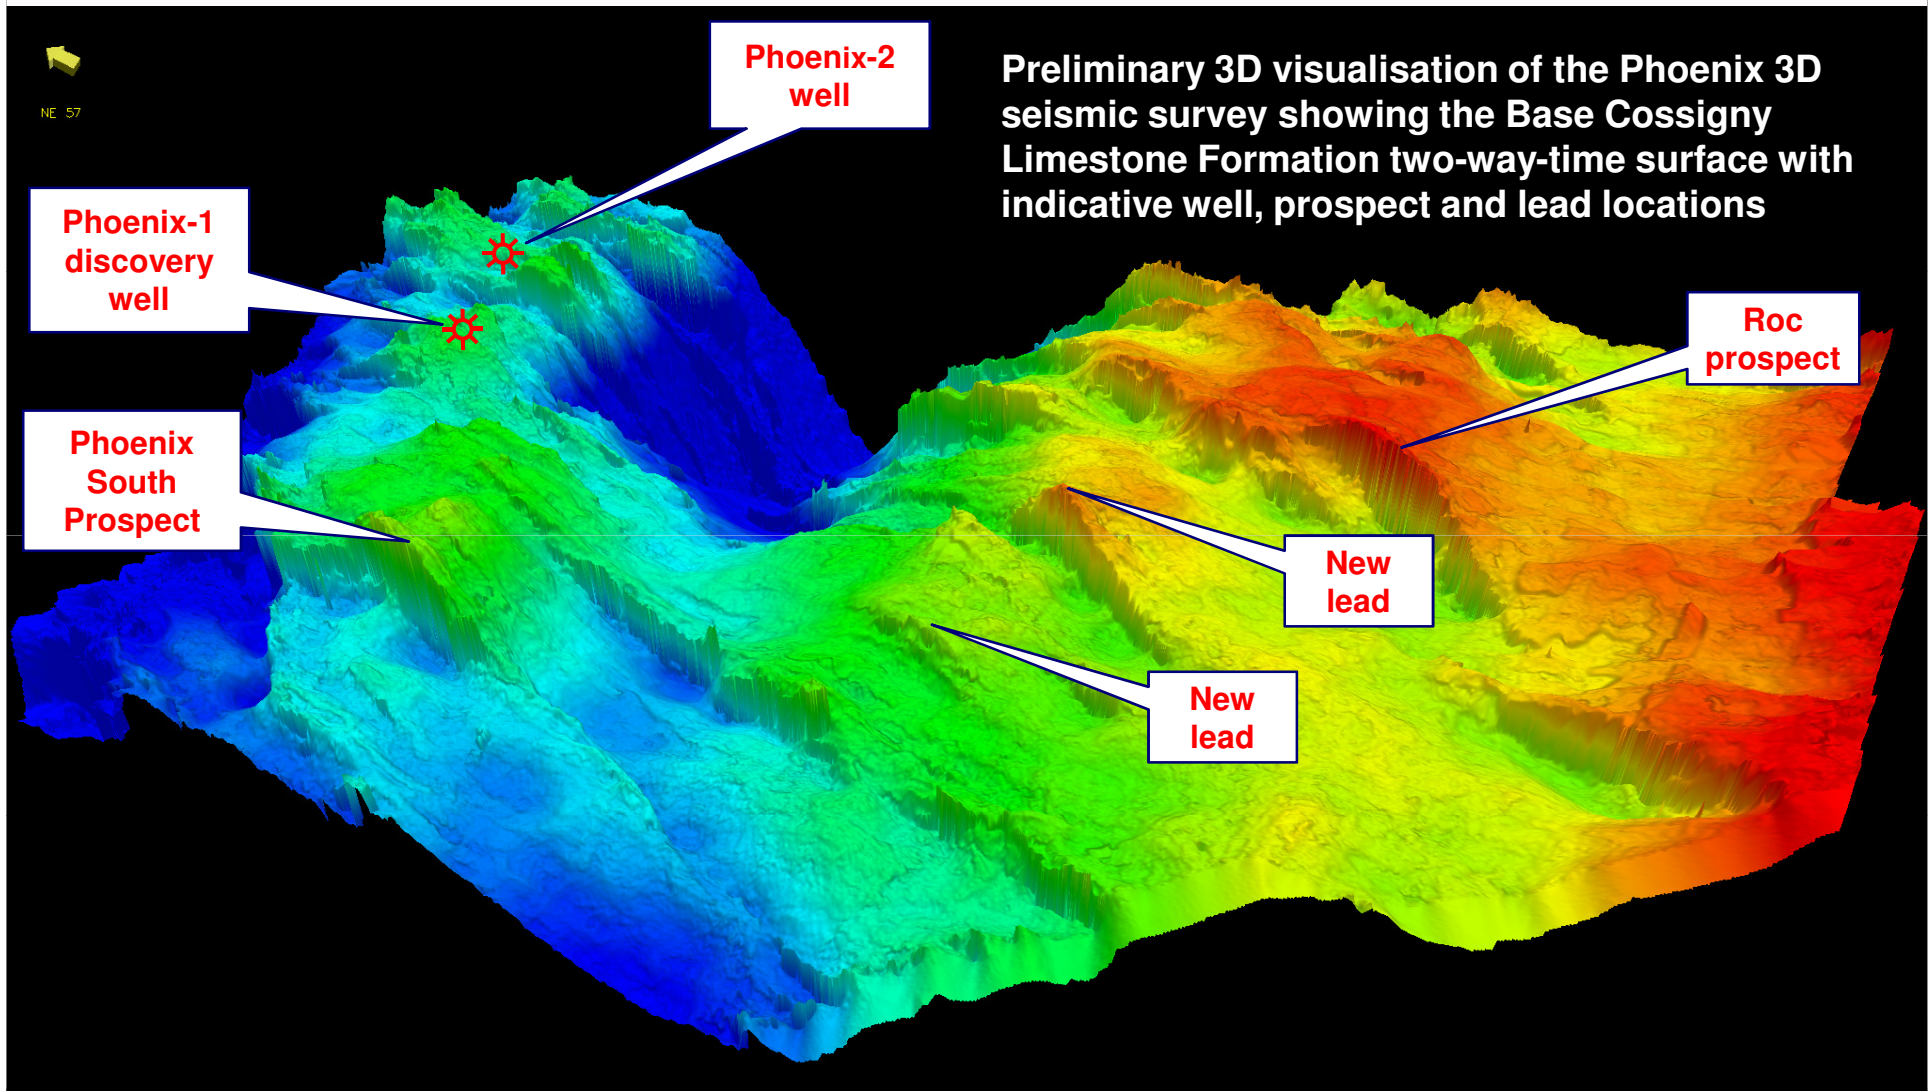 Preliminary 3D visualisation of the Phoenix 3D
seismic survey showing the Base Cossigny
Limestone Formation two-way-time surface with
indicative well, prospect and lead locations
NE 57
Phoenix-2
well
Phoenix-1
discovery
well
Phoenix
South
Prospect
Roc
prospect
New
lead
New
lead